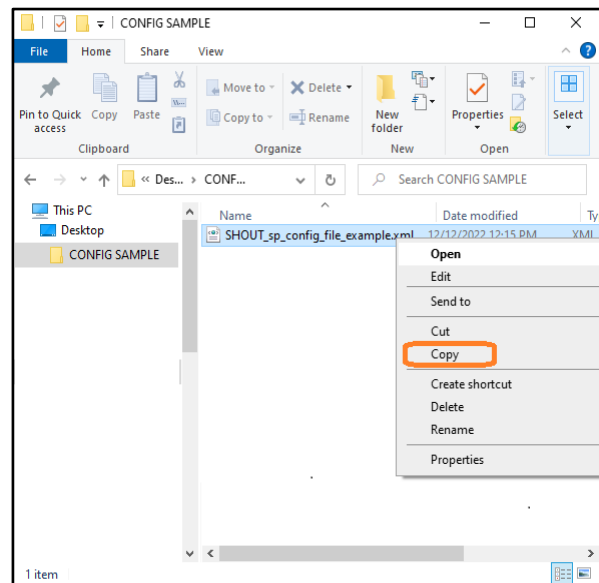 CONFIG SAMPLE
File Home Share View
Pin to Quick access
Copy
Paste
Move to
Copy to
Delete
Rename
New folder
Properties
Select
Clipboard Organize New Open
« Des... › CONF...
Search CONFIG SAMPLE
This PC
Desktop
CONFIG SAMPLE
Name Date modified Ty
SHOUT_sp_config_file_example.xml 12/12/2022 12:15 PM XML
Open
Edit
Send to
Cut
Copy
Create shortcut
Delete
Rename
Properties
1 item